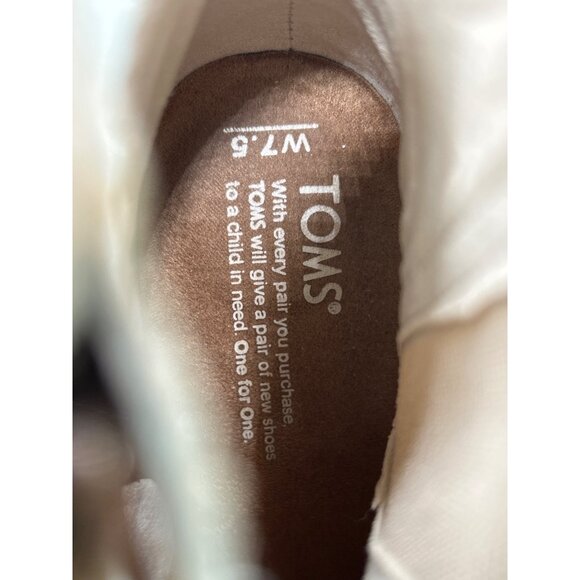 TOMS®
With every pair you purchase,
TOMS will give a pair of new shoes
to a child in need. One for One.
W7.5